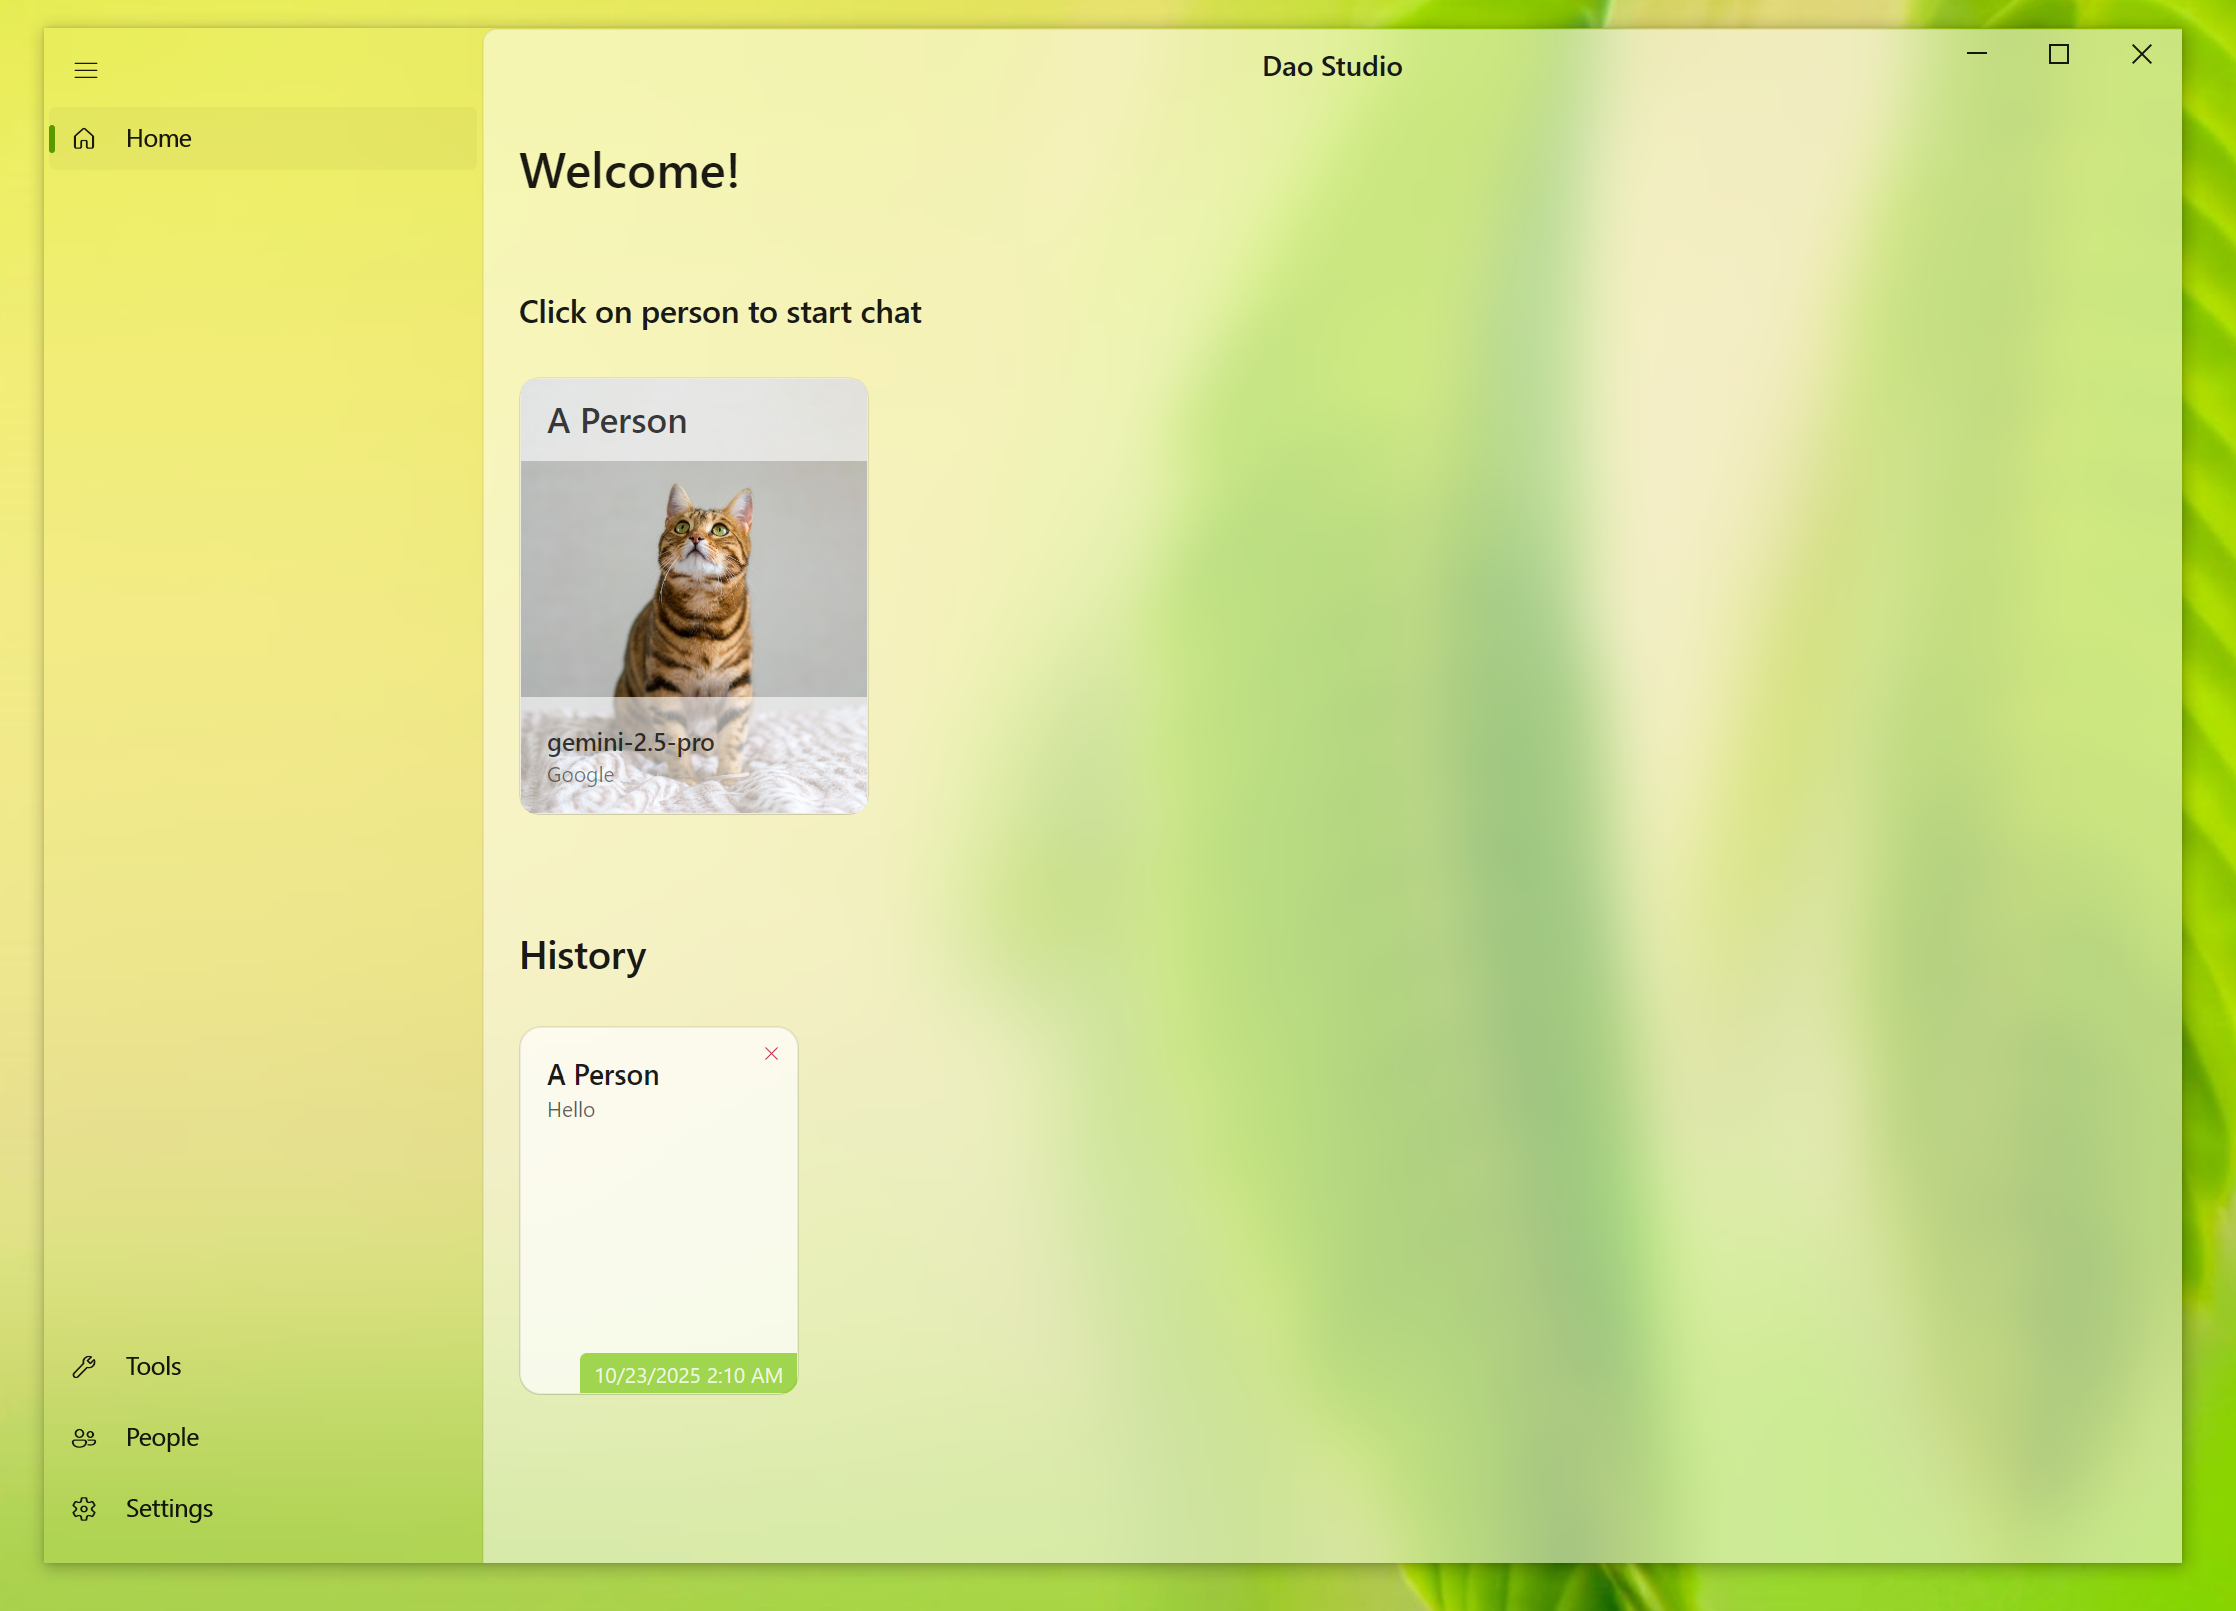 Dao Studio
Home
Welcome!
Click on person to start chat
A Person
gemini-2.5-pro
Google
History
A Person
Hello
10/23/2025 2:10 AM
Tools
People
Settings